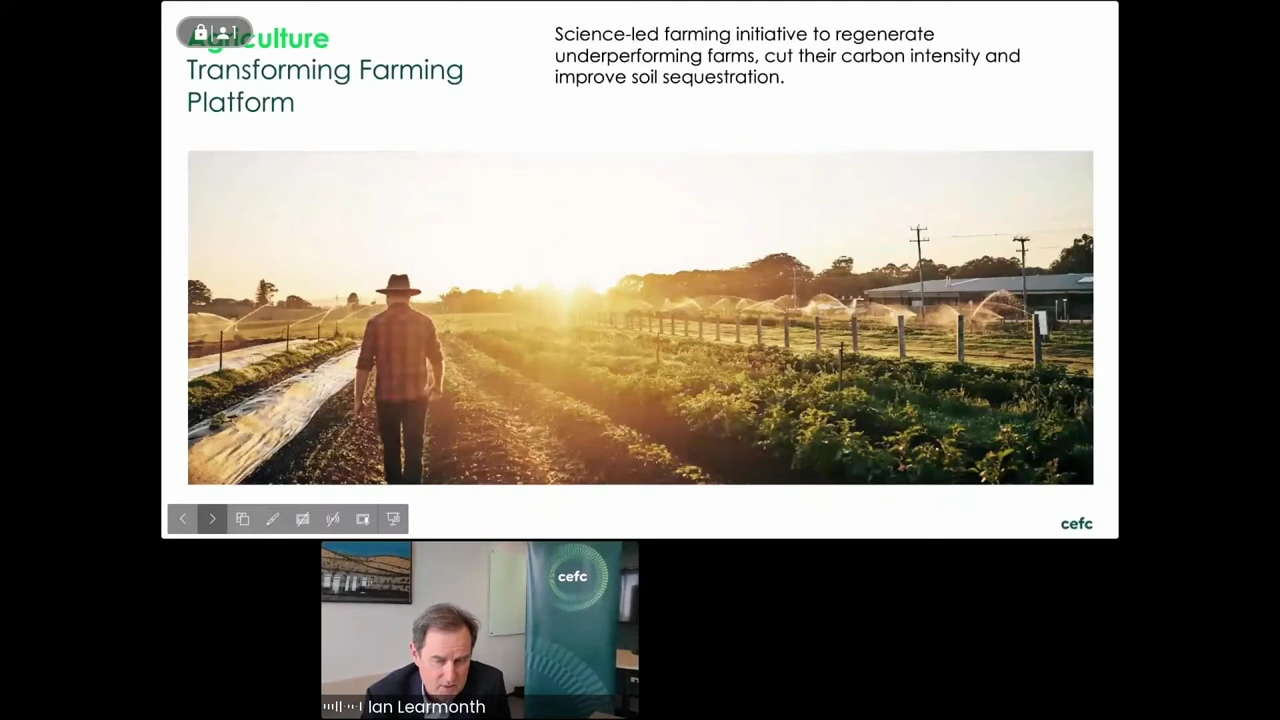 Agriculture
Transforming Farming
Platform
Science-led farming initiative to regenerate
underperforming farms, cut their carbon intensity and
improve soil sequestration.
cefc
cefc
Ian Learmonth